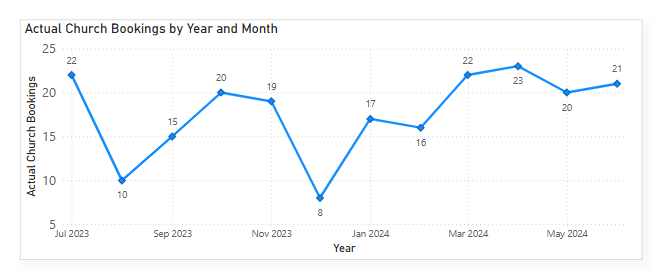 Actual Church Bookings by Year and Month
Actual Church Bookings
25
20
15
10
5
22
10
15
20
19
8
17
16
22
23
20
21
Jul 2023
Sep 2023
Nov 2023
Jan 2024
Mar 2024
May 2024
Year